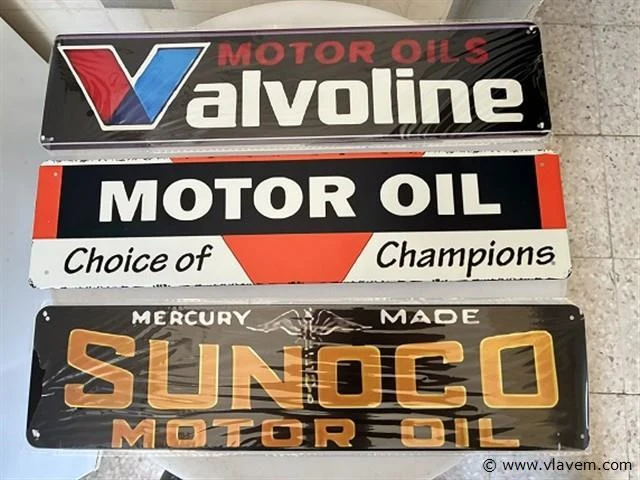 MOTOR OILS
Valvoline
MOTOR OIL
Choice of Champions
MERCURY MADE
SUNOCO
MOTOR OIL
© www.vlavem.com